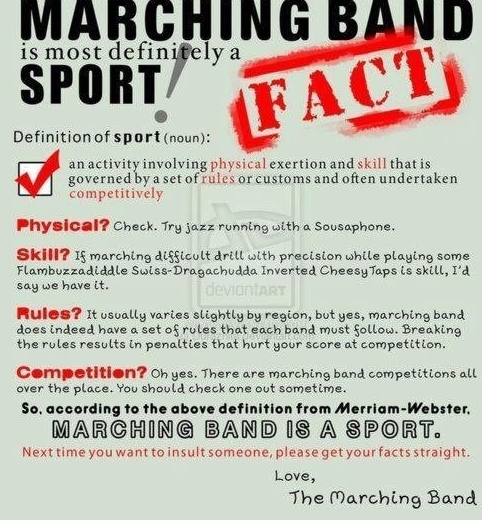 MARCHING BAND
is most definitely a
SPORT!
FACT
Definition of sport (noun):
an activity involving physical exertion and skill that is
governed by a set of rules or customs and often undertaken
competitively
Physical? Check. Try jazz running with a Sousaphone.
Skill? If marching difficult drill with precision while playing some
Flambuzzadiddle Swiss-Dragachudda Inverted CheesyTaps is skill, I'd
say we have it.
deviantART
Rules? It usually varies slightly by region, but yes, marching band
does indeed have a set of rules that each band must follow. Breaking
the rules results in penalties that hurt your score at competition.
Competition? Oh yes. There are marching band competitions all
over the place. You should check one out sometime.
So, according to the above definition from Merriam-Webster,
MARCHING BAND IS A SPORT.
Next time you want to insult someone, please get your facts straight.
Love,
The Marching Band